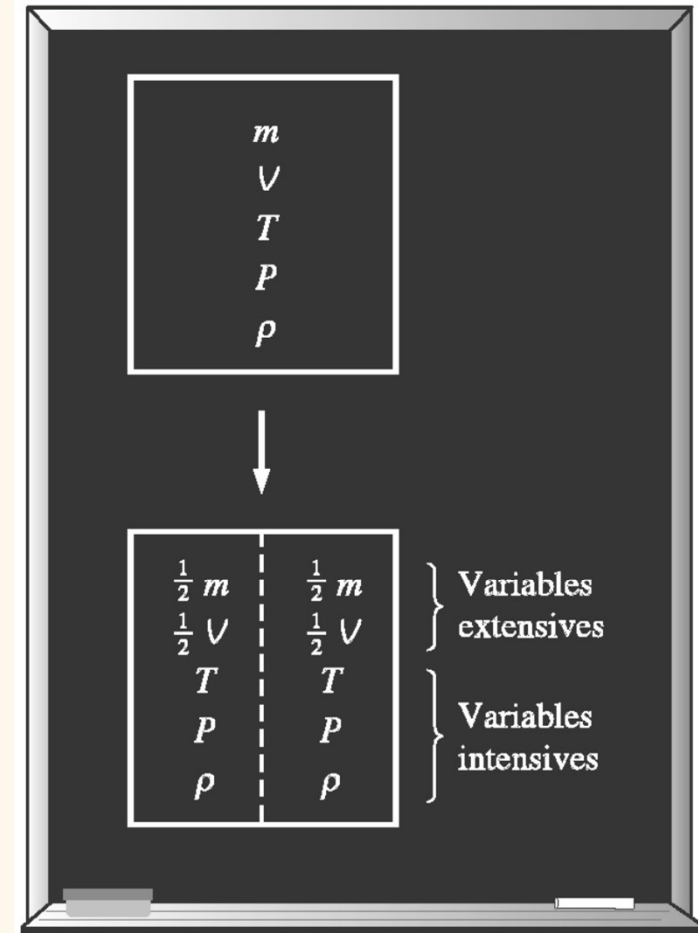 m
V
T
P
ρ
½ m ½ m
½ V ½ V
T T
P P
ρ ρ
Variables
extensives
Variables
intensives